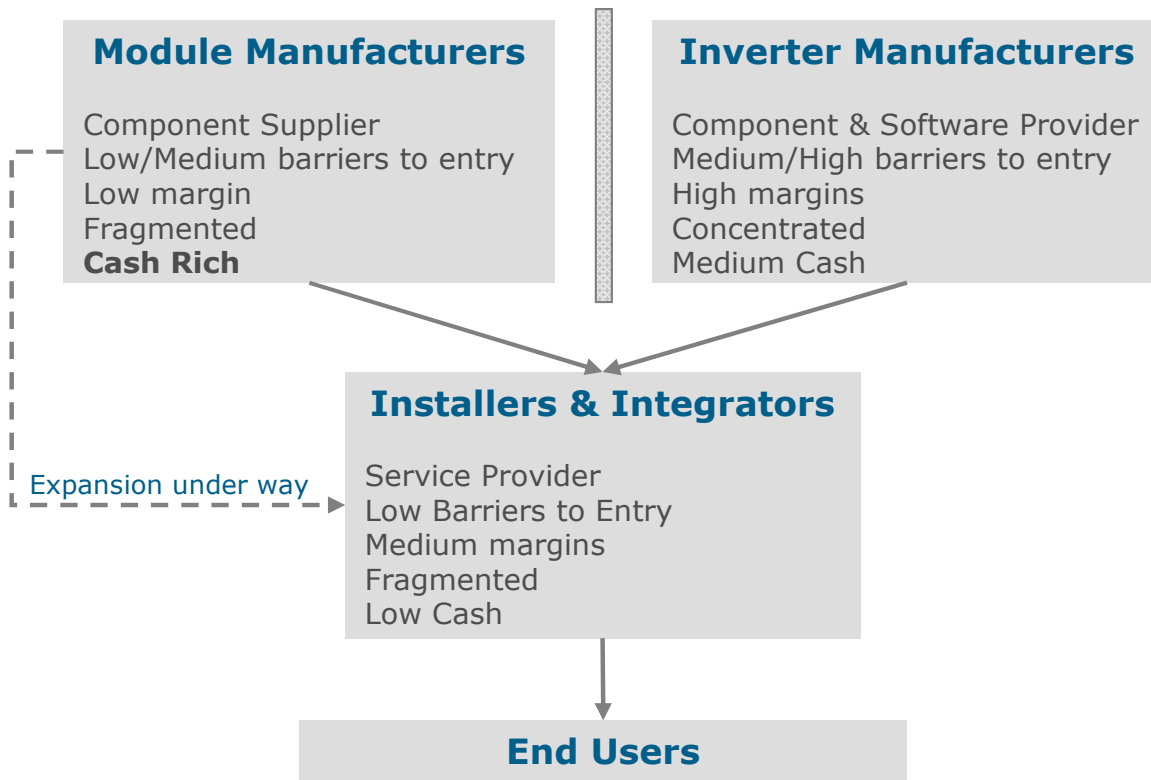 Module Manufacturers
Component Supplier
Low/Medium barriers to entry
Low margin
Fragmented
Cash Rich
Inverter Manufacturers
Component & Software Provider
Medium/High barriers to entry
High margins
Concentrated
Medium Cash
Expansion under way
Installers & Integrators
Service Provider
Low Barriers to Entry
Medium margins
Fragmented
Low Cash
End Users